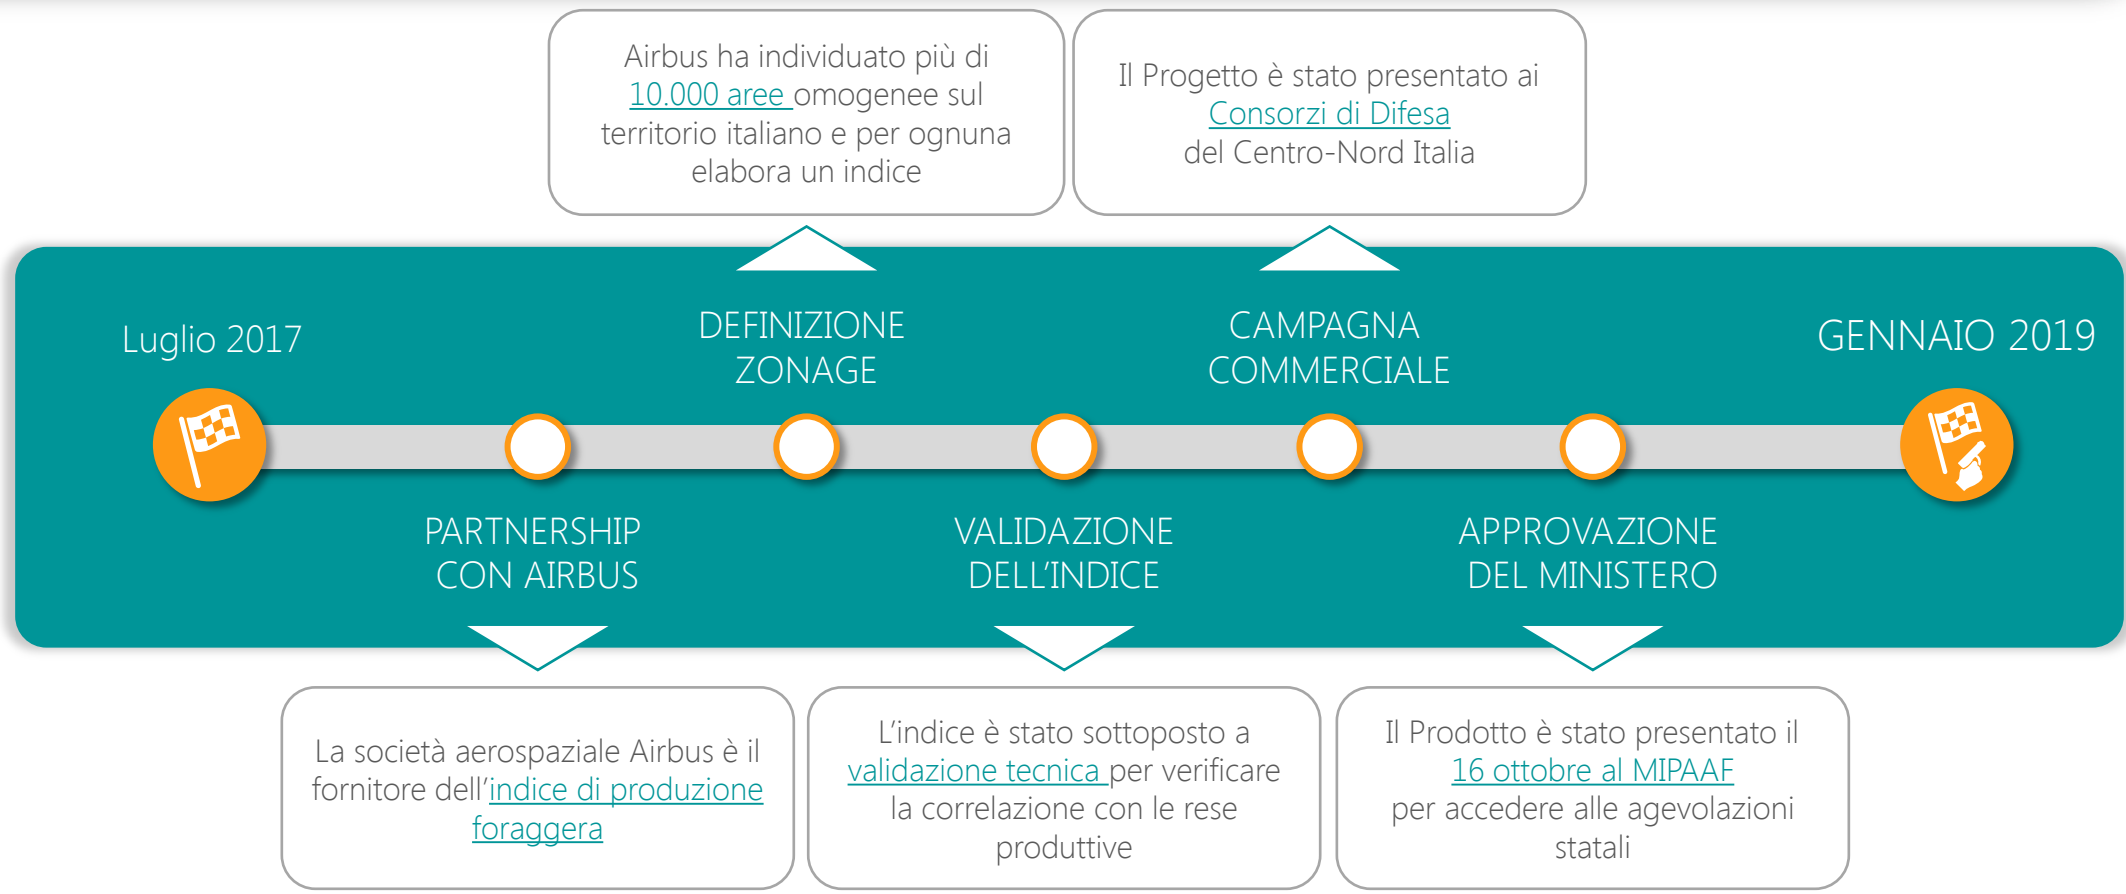 Airbus ha individuato più di
10.000 aree omogenee sul
territorio italiano e per ognuna
elabora un indice
Il Progetto è stato presentato ai
Consorzi di Difesa
del Centro-Nord Italia
Luglio 2017
DEFINIZIONE
ZONAGE
CAMPAGNA
COMMERCIALE
GENNAIO 2019
PARTNERSHIP
CON AIRBUS
VALIDAZIONE
DELL'INDICE
APPROVAZIONE
DEL MINISTERO
La società aerospaziale Airbus è il
fornitore dell'indice di produzione
foraggera
L'indice è stato sottoposto a
validazione tecnica per verificare
la correlazione con le rese
produttive
Il Prodotto è stato presentato il
16 ottobre al MIPAAF
per accedere alle agevolazioni
statali